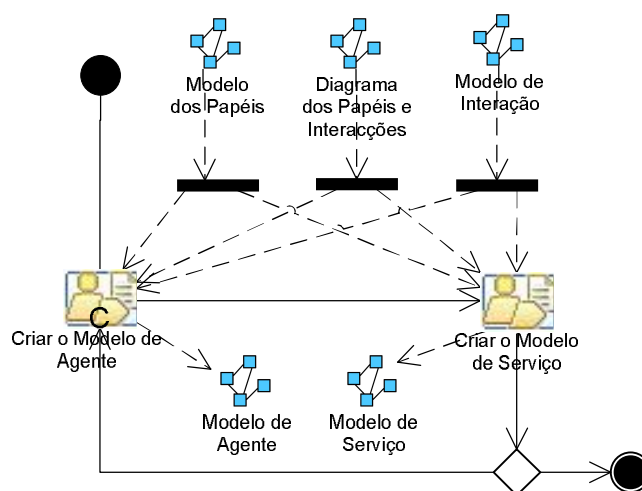 Modelo
dos Papéis
Diagrama
dos Papéis e
Interacções
Modelo de
Interação
C
Criar o Modelo de
Agente
Criar o Modelo
de Serviço
Modelo de
Agente
Modelo de
Serviço